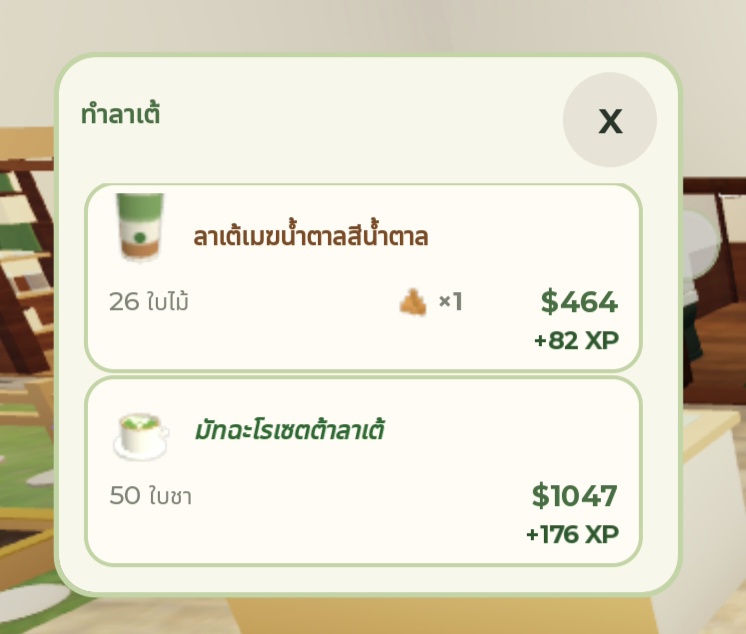 ทำลาเต้
X
ลาเต้เมฆน้ำตาลสีน้ำตาล
26 ใบไม้
×1
$464
+82 XP
มัทฉะโรเซตต้าลาเต้
50 ใบชา
$1047
+176 XP